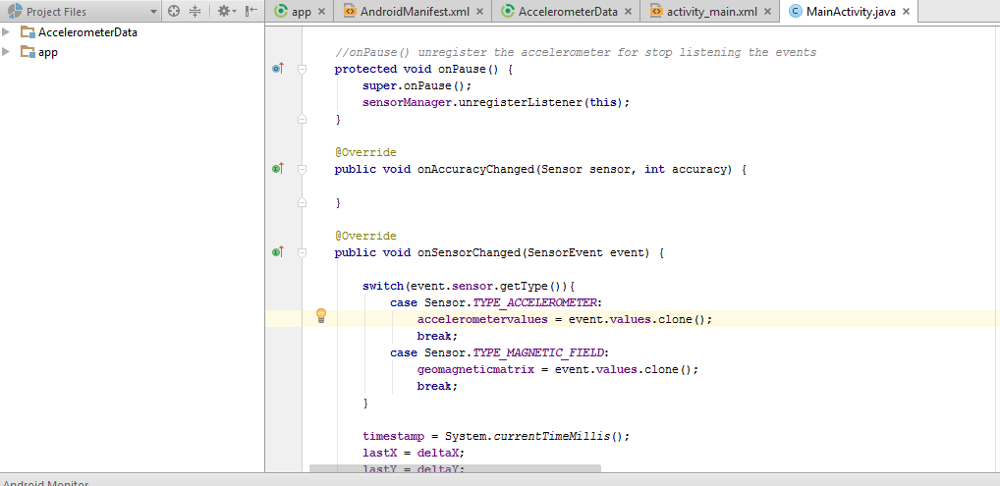 Project Files
app
AndroidManifest.xml
AccelerometerData
activity_main.xml
MainActivity.java
AccelerometerData
app
//onPause() unregister the accelerometer for stop listening the events
protected void onPause() {
super.onPause();
sensorManager.unregisterListener(this);
}
@Override
public void onAccuracyChanged(Sensor sensor, int accuracy) {
}
@Override
public void onSensorChanged(SensorEvent event) {
switch(event.sensor.getType()){
case Sensor.TYPE_ACCELEROMETER:
accelerometervalues = event.values.clone();
break;
case Sensor.TYPE_MAGNETIC_FIELD:
geomagneticmatrix = event.values.clone();
break;
}
timestamp = System.currentTimeMillis();
lastX = deltaX;
lastY = deltaY;
Android Monitor